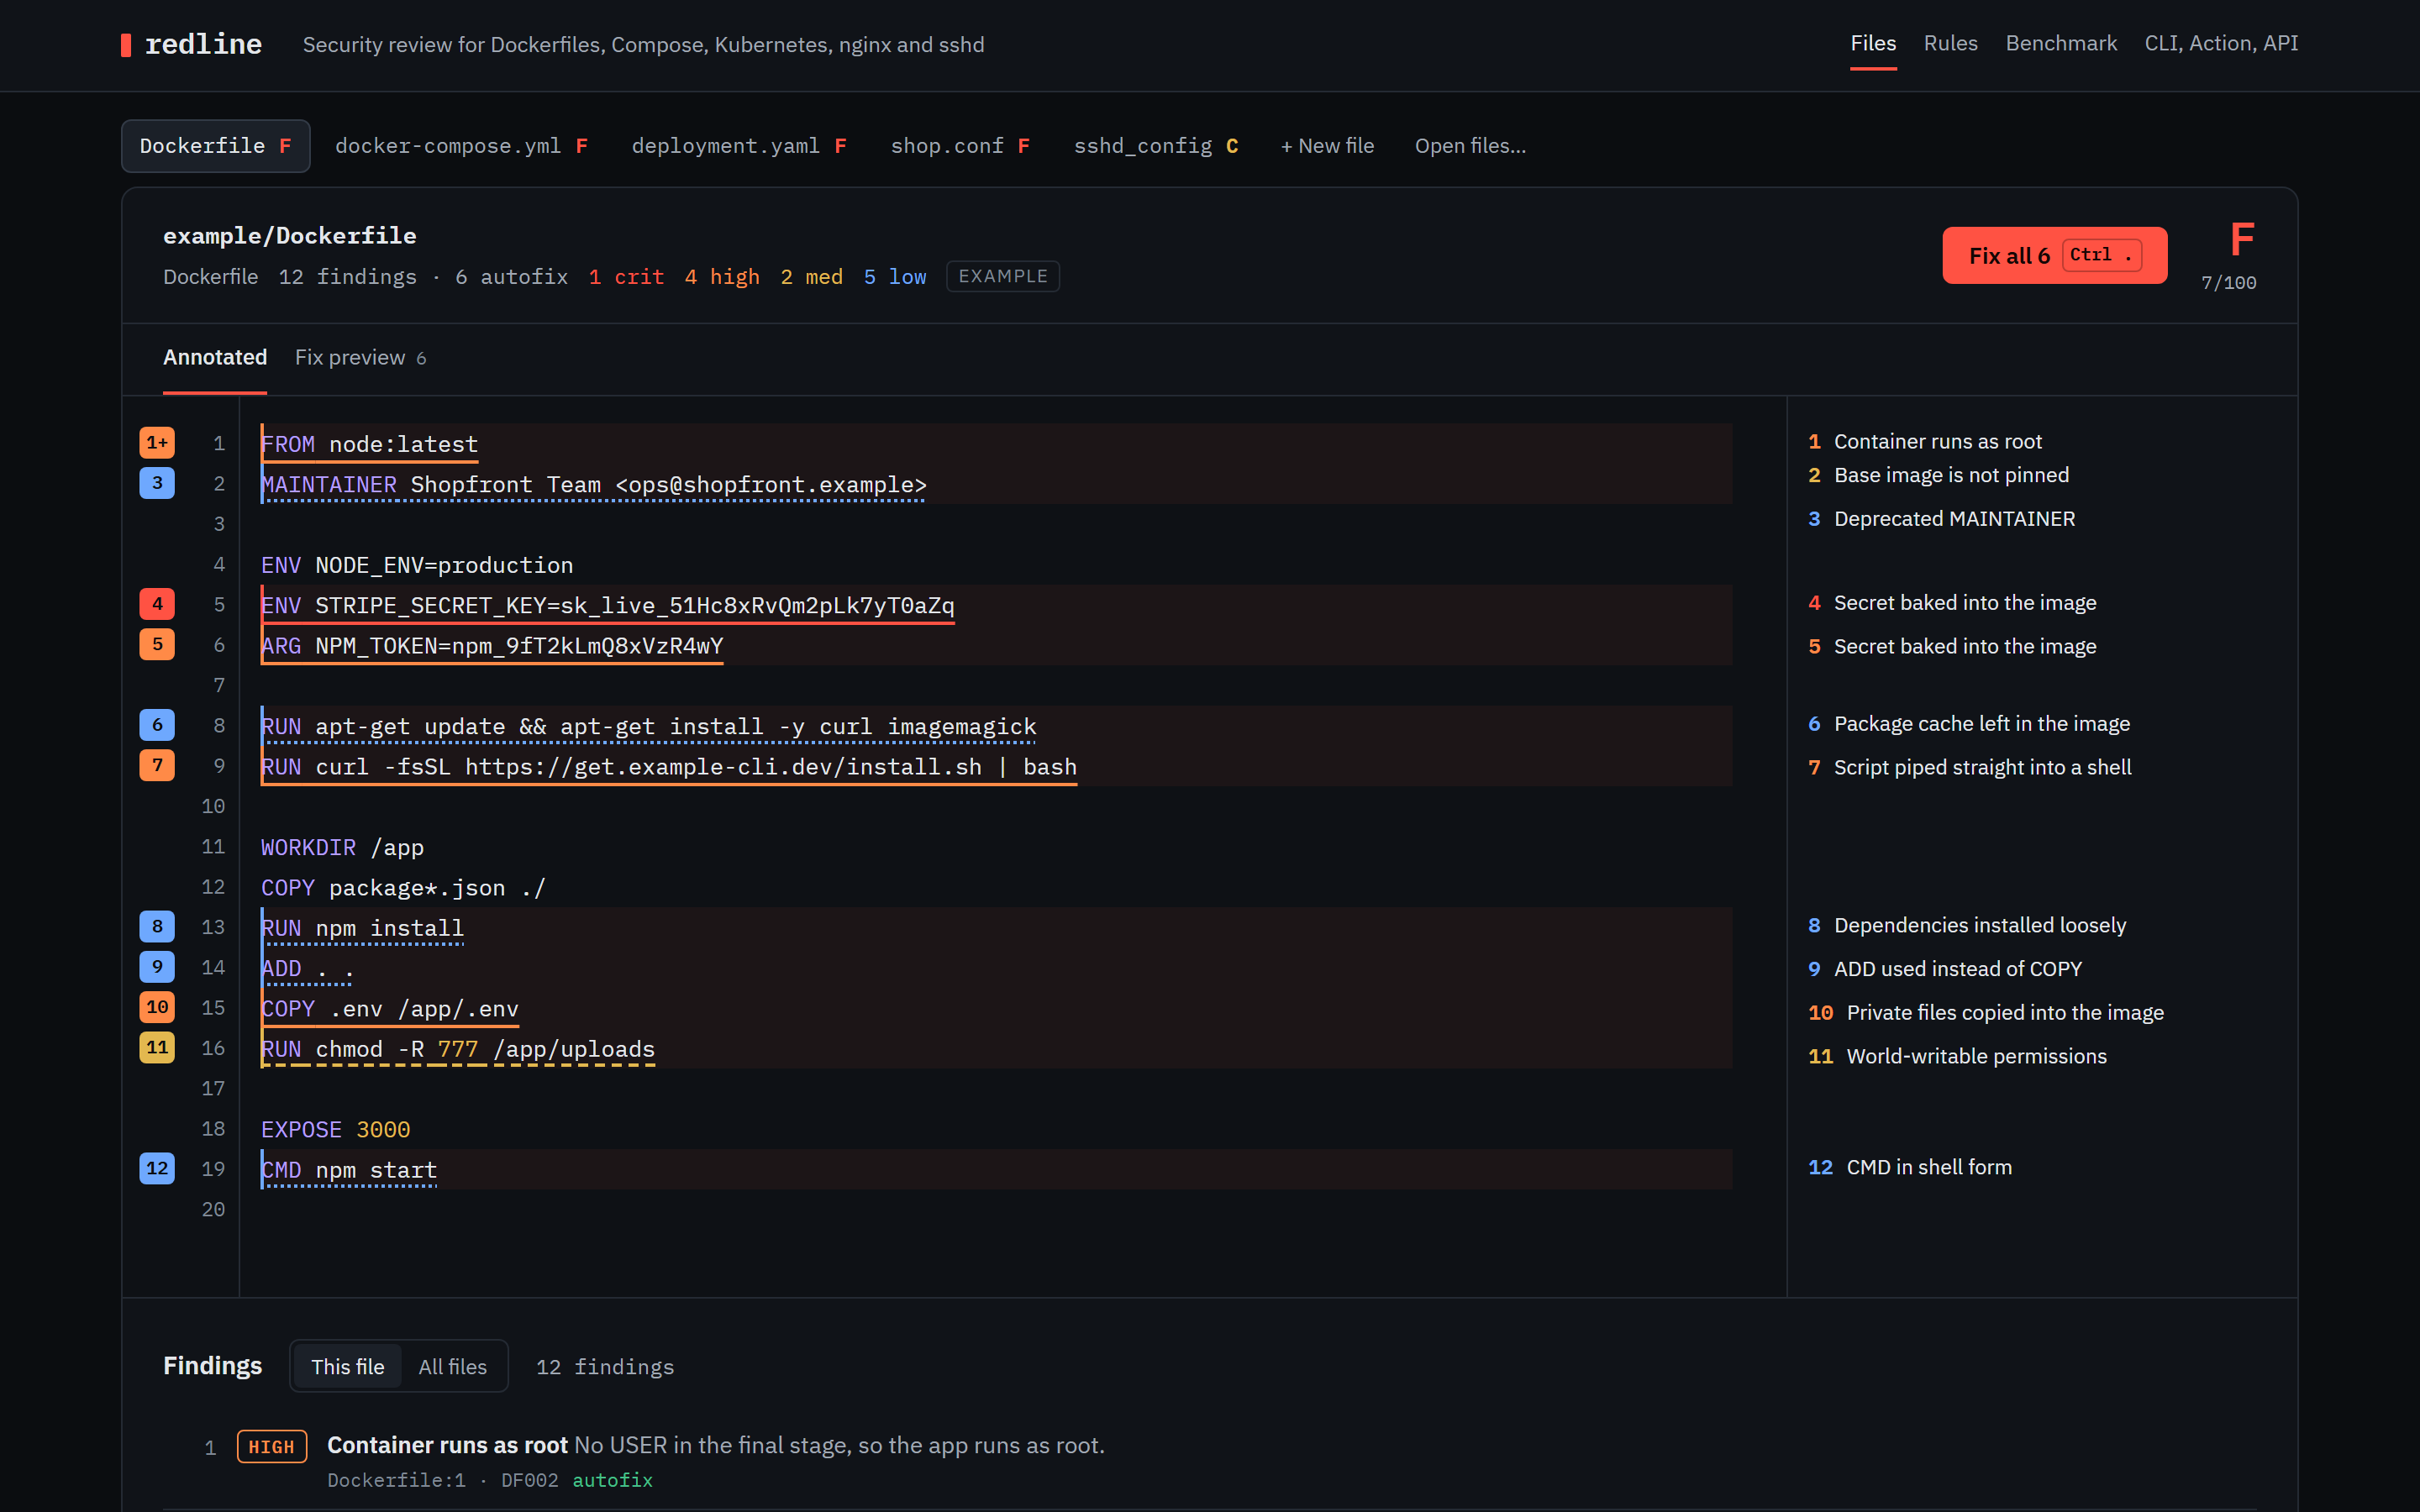 redline Security review for Dockerfiles, Compose, Kubernetes, nginx and sshd Files Rules Benchmark CLI, Action, API
Dockerfile F docker-compose.yml F deployment.yaml F shop.conf F sshd_config C + New file Open files...
example/Dockerfile
Dockerfile 12 findings · 6 autofix 1 crit 4 high 2 med 5 low EXAMPLE
Fix all 6 Ctrl .
F
7/100
Annotated Fix preview 6
1+ 1 FROM node:latest
3 2 MAINTAINER Shopfront Team <ops@shopfront.example>
3
4 ENV NODE_ENV=production
4 5 ENV STRIPE_SECRET_KEY=sk_live_51Hc8xRvQm2pLk7yT0aZq
5 6 ARG NPM_TOKEN=npm_9fT2kLmQ8xVzR4wY
7
6 8 RUN apt-get update && apt-get install -y curl imagemagick
7 9 RUN curl -fsSL https://get.example-cli.dev/install.sh | bash
10
11 WORKDIR /app
12 COPY package*.json ./
8 13 RUN npm install
9 14 ADD . .
10 15 COPY .env /app/.env
11 16 RUN chmod -R 777 /app/uploads
17
18 EXPOSE 3000
12 19 CMD npm start
20
1 Container runs as root
2 Base image is not pinned
3 Deprecated MAINTAINER
4 Secret baked into the image
5 Secret baked into the image
6 Package cache left in the image
7 Script piped straight into a shell
8 Dependencies installed loosely
9 ADD used instead of COPY
10 Private files copied into the image
11 World-writable permissions
12 CMD in shell form
Findings This file All files 12 findings
1 HIGH Container runs as root No USER in the final stage, so the app runs as root.
Dockerfile:1 · DF002 autofix